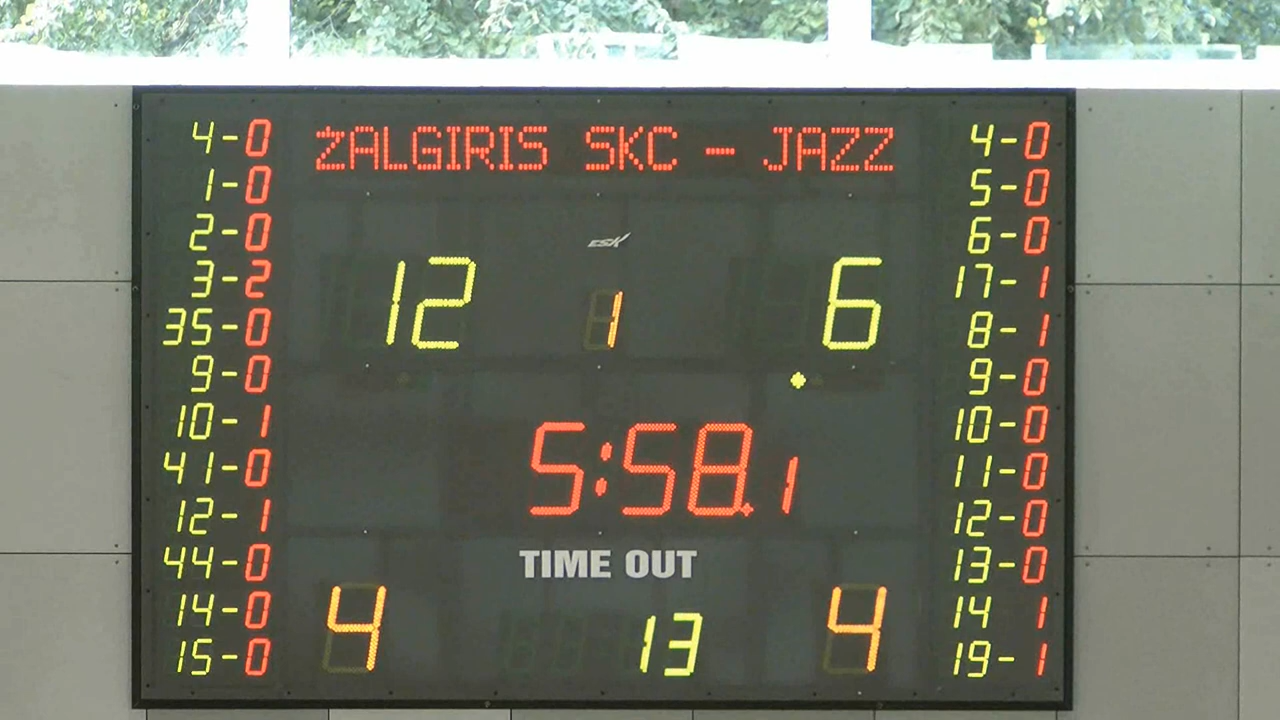 4-0 ŻALGIRIS SKC - JAZZ 4-0
1-0 5-0
2-0 ESK 6-0
3-2 12 1 6 17-1
35-0 8-1
9-0 9-0
10-1 5:58.1 10-0
41-0 11-0
12-1 12-0
44-0 TIME OUT 13-0
14-0 4 13 4 14 1
15-0 19-1